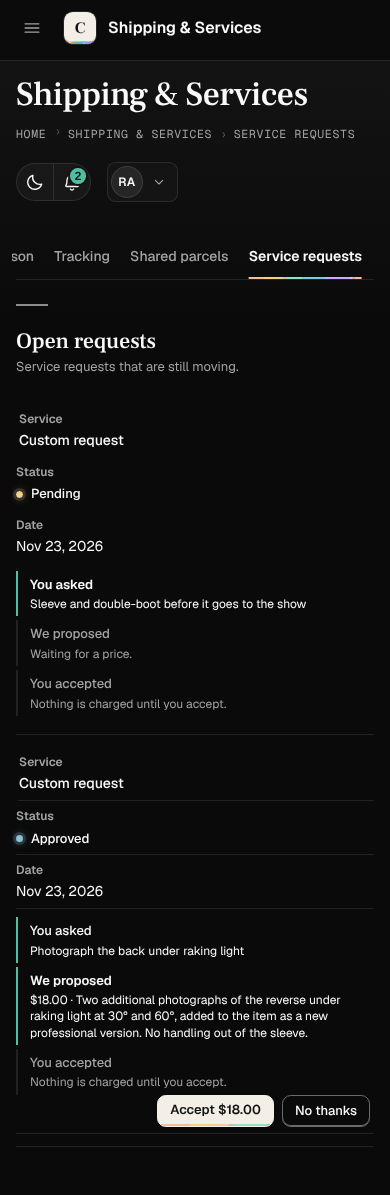 C
Shipping & Services
Shipping & Services
HOME › SHIPPING & SERVICES › SERVICE REQUESTS
2
RA
son
Tracking
Shared parcels
Service requests
Open requests
Service requests that are still moving.
Service
Custom request
Status
Pending
Date
Nov 23, 2026
You asked
Sleeve and double-boot before it goes to the show
We proposed
Waiting for a price.
You accepted
Nothing is charged until you accept.
Service
Custom request
Status
Approved
Date
Nov 23, 2026
You asked
Photograph the back under raking light
We proposed
$18.00 · Two additional photographs of the reverse under
raking light at 30° and 60°, added to the item as a new
professional version. No handling out of the sleeve.
You accepted
Nothing is charged until you accept.
Accept $18.00
No thanks